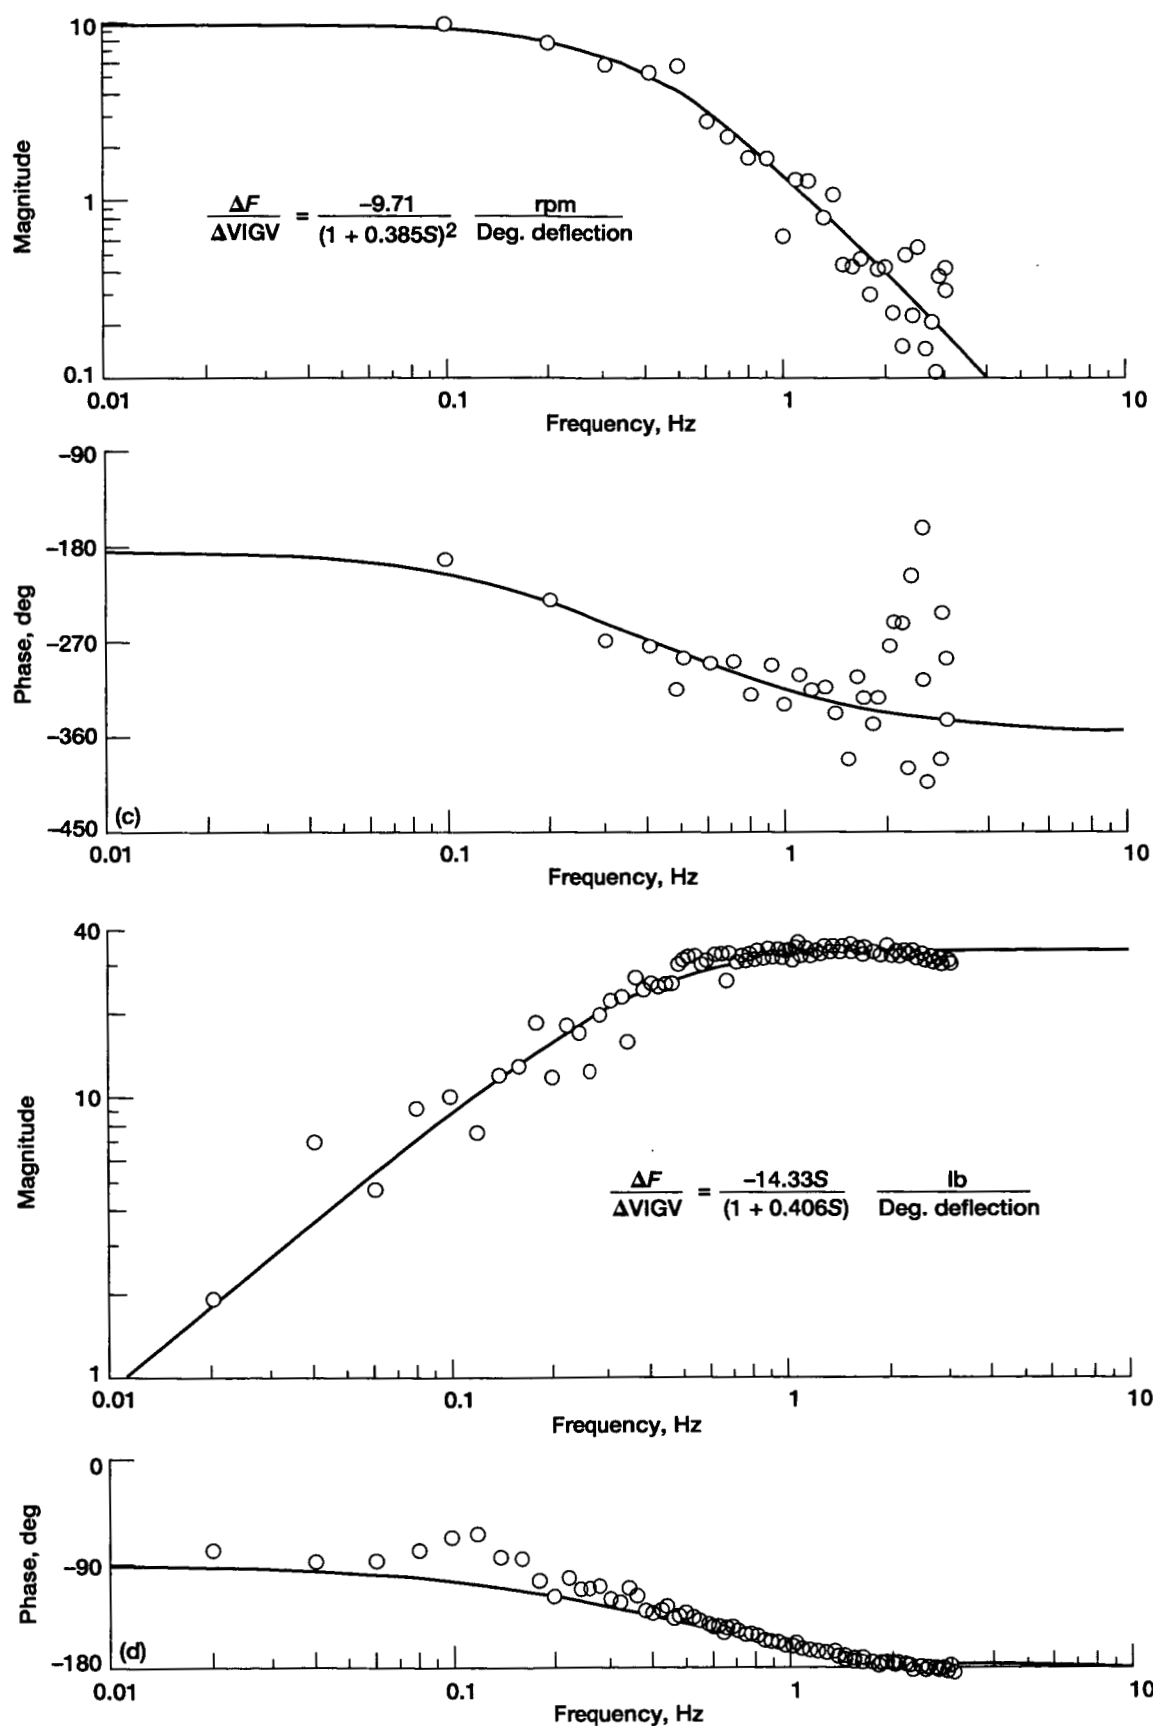 10
1
0.1
Magnitude
ΔF/ΔVIGV = −9.71/(1 + 0.385S)² rpm/Deg. deflection
0.01 0.1 1 10
Frequency, Hz
−90
−180
−270
−360
−450
Phase, deg
(c)
0.01 0.1 1 10
Frequency, Hz
40
10
1
Magnitude
ΔF/ΔVIGV = −14.33S/(1 + 0.406S) lb/Deg. deflection
0.01 0.1 1 10
Frequency, Hz
0
−90
−180
Phase, deg
(d)
0.01 0.1 1 10
Frequency, Hz